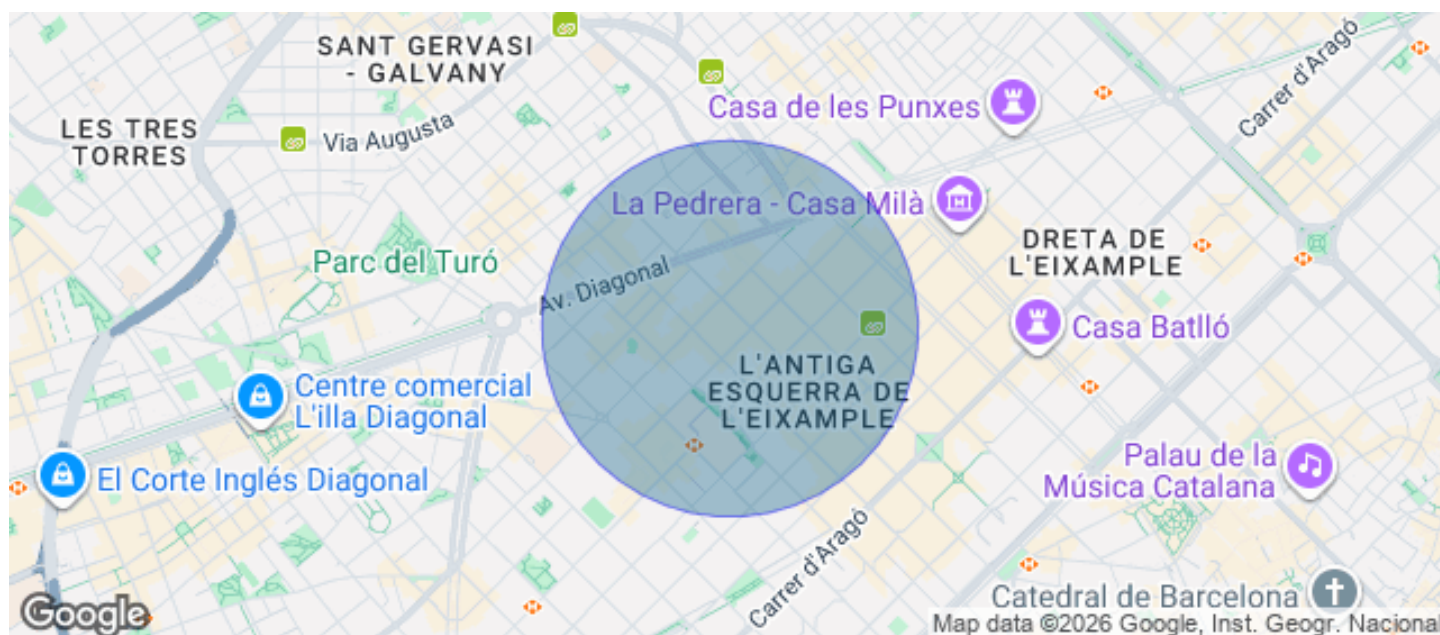 SANT GERVASI
- GALVANY
Casa de les Punxes
Carrer d'Aragó
LES TRES
TORRES
Via Augusta
La Pedrera - Casa Milà
DRETA DE
L'EIXAMPLE
Parc del Turó
Av. Diagonal
Casa Batlló
L'ANTIGA
ESQUERRA DE
L'EIXAMPLE
Centre comercial
L'illa Diagonal
El Corte Inglés Diagonal
Palau de la
Música Catalana
Carrer d'Aragó
Catedral de Barcelona
Google
Map data ©2026 Google, Inst. Geogr. Nacional